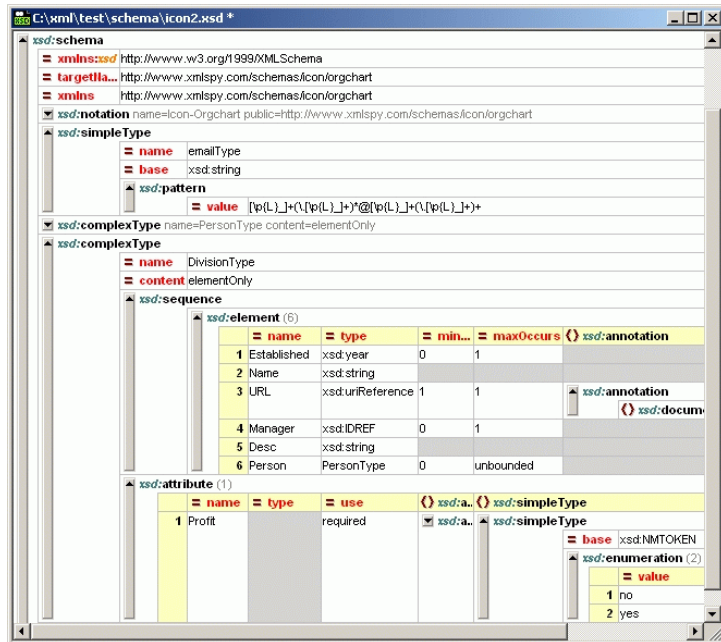 C:\xml\test\schema\icon2.xsd *
xsd:schema
= xmlns:xsd http://www.w3.org/1999/XMLSchema
= targetNa... http://www.xmlspy.com/schemas/icon/orgchart
= xmlns http://www.xmlspy.com/schemas/icon/orgchart
xsd:notation name=Icon-Orgchart public=http://www.xmlspy.com/schemas/icon/orgchart
xsd:simpleType
= name emailType
= base xsd:string
xsd:pattern
= value [\p{L}_]+(\.[\p{L}_]+)*@[\p{L}_]+(\.[\p{L}_]+)+
xsd:complexType name=PersonType content=elementOnly
xsd:complexType
= name DivisionType
= content elementOnly
xsd:sequence
xsd:element (6)
= name = type = min... = maxOccurs {} xsd:annotation
1 Established xsd:year 0 1
2 Name xsd:string
3 URL xsd:uriReference 1 1 xsd:annotation
{} xsd:docum
4 Manager xsd:IDREF 0 1
5 Desc xsd:string
6 Person PersonType 0 unbounded
xsd:attribute (1)
= name = type = use {} xsd:a.. {} xsd:simpleType
1 Profit required xsd:a.. xsd:simpleType
= base xsd:NMTOKEN
xsd:enumeration (2)
= value
1 no
2 yes